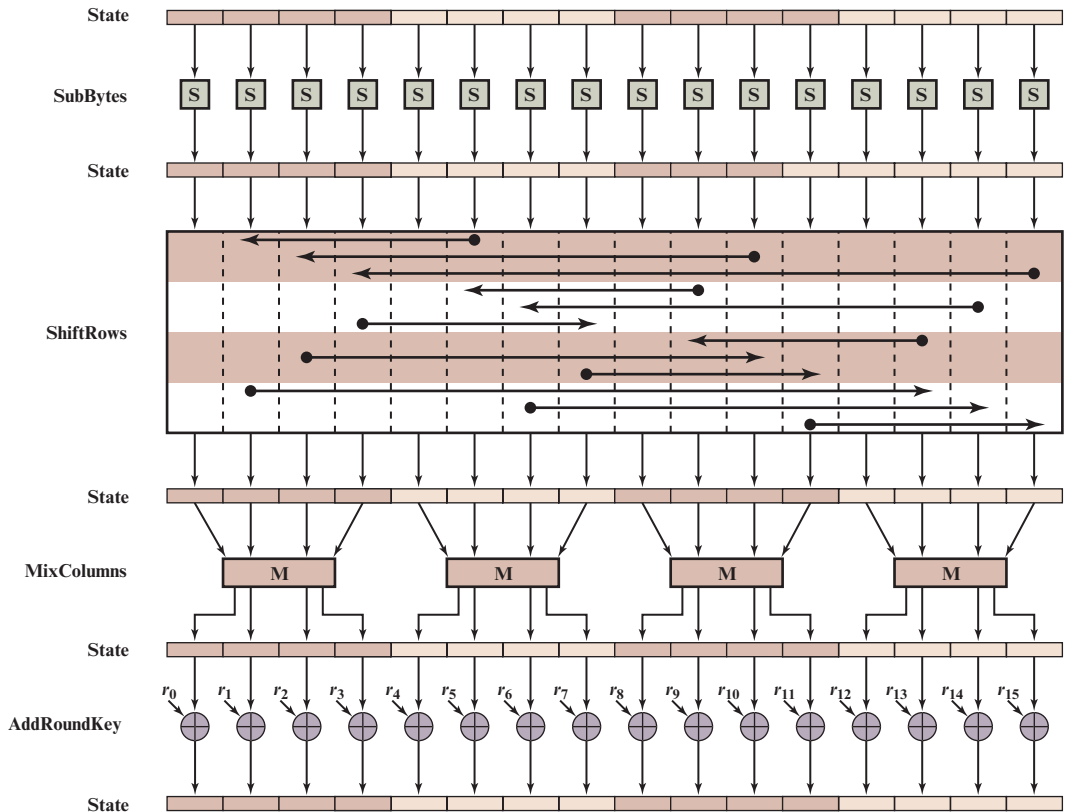 State
SubBytes
S S S S S S S S S S S S S S S S
State
ShiftRows
State
MixColumns
M M M M
State
r0 r1 r2 r3 r4 r5 r6 r7 r8 r9 r10 r11 r12 r13 r14 r15
AddRoundKey
State